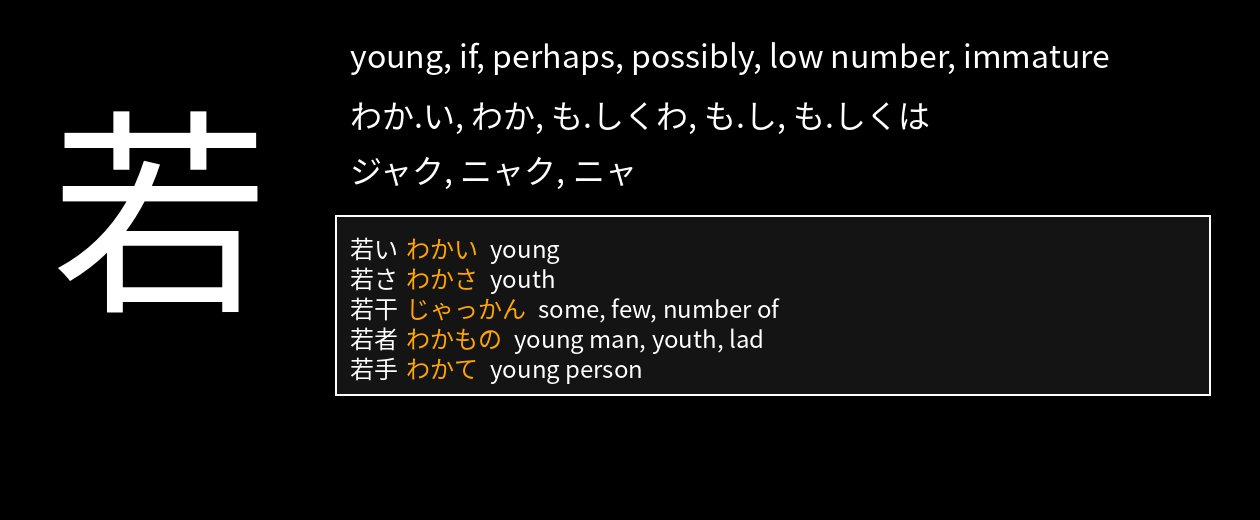 若
young, if, perhaps, possibly, low number, immature
わか.い, わか, も.しくわ, も.し, も.しくは
ジャク, ニャク, ニャ
若い わかい young
若さ わかさ youth
若干 じゃっかん some, few, number of
若者 わかもの young man, youth, lad
若手 わかて young person